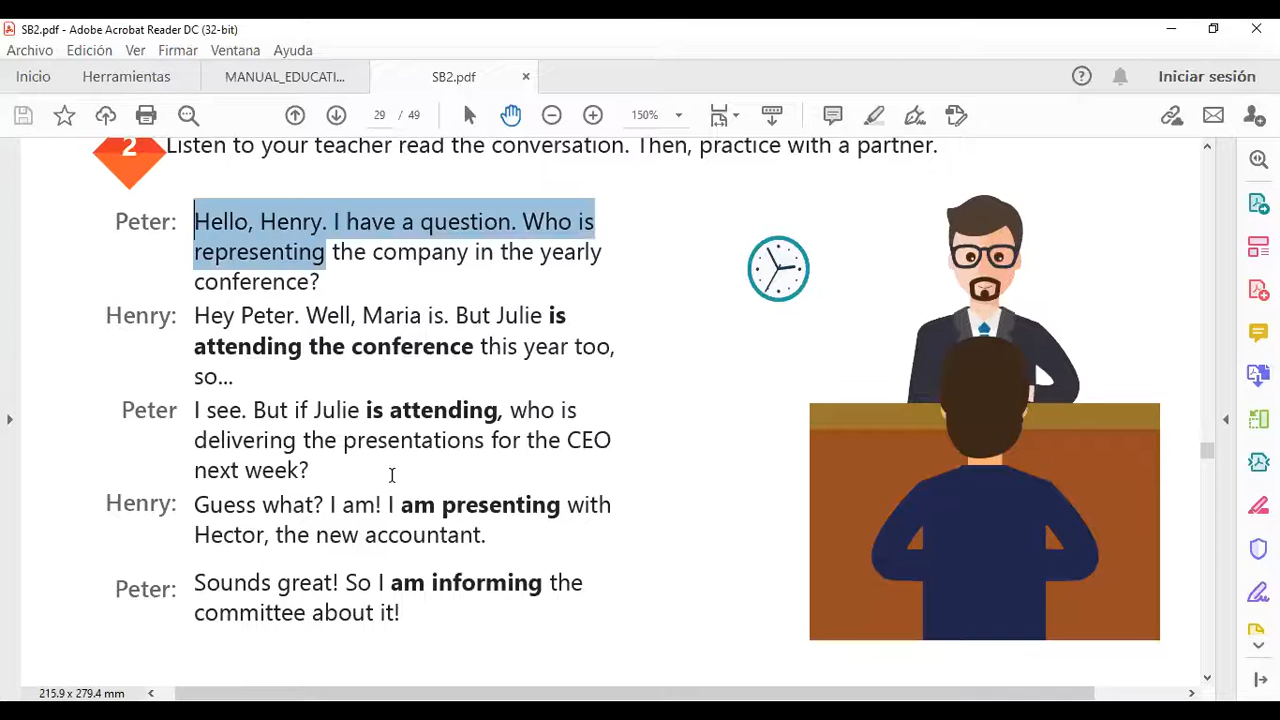 SB2.pdf - Adobe Acrobat Reader DC (32-bit)
Archivo Edición Ver Firmar Ventana Ayuda
Inicio Herramientas MANUAL_EDUCATI... SB2.pdf × Iniciar sesión
29 / 49 150%
2 Listen to your teacher read the conversation. Then, practice with a partner.
Peter: Hello, Henry. I have a question. Who is
representing the company in the yearly
conference?
Henry: Hey Peter. Well, Maria is. But Julie is
attending the conference this year too,
so...
Peter I see. But if Julie is attending, who is
delivering the presentations for the CEO
next week?
Henry: Guess what? I am! I am presenting with
Hector, the new accountant.
Peter: Sounds great! So I am informing the
committee about it!
215.9 x 279.4 mm